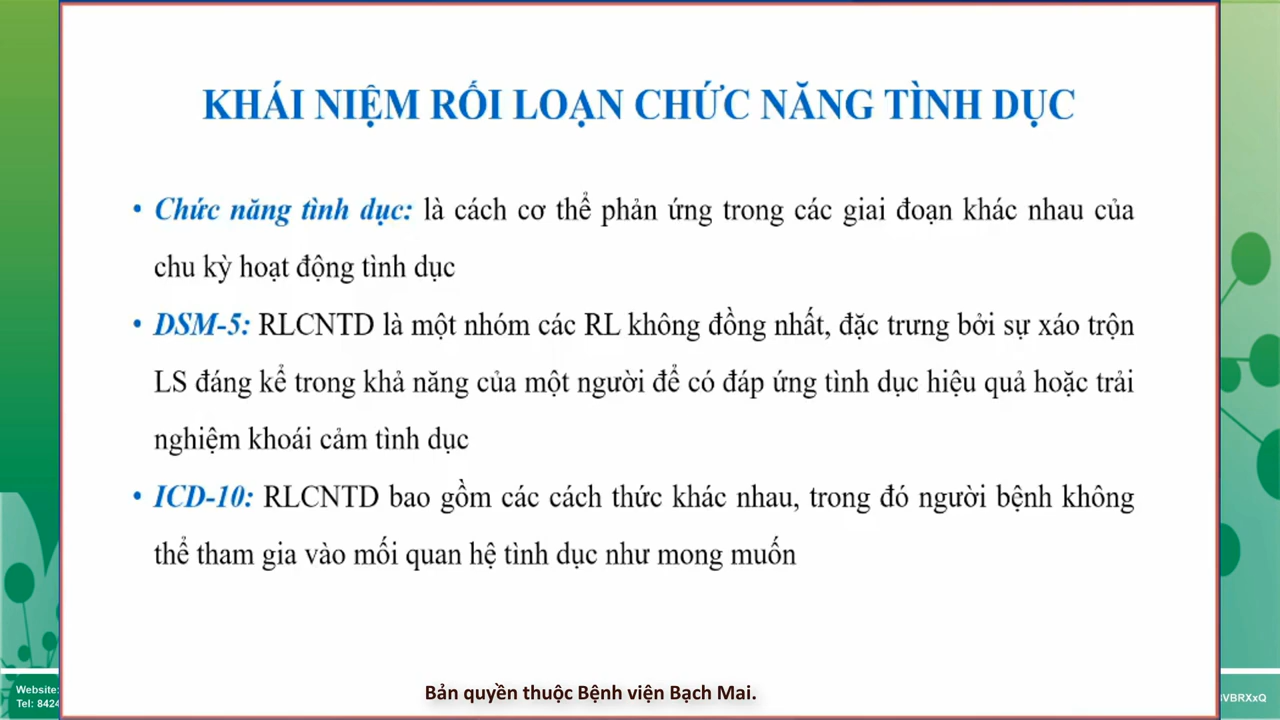 KHÁI NIỆM RỐI LOẠN CHỨC NĂNG TÌNH DỤC
• Chức năng tình dục: là cách cơ thể phản ứng trong các giai đoạn khác nhau của
chu kỳ hoạt động tình dục
• DSM-5: RLCNTD là một nhóm các RL không đồng nhất, đặc trưng bởi sự xáo trộn
LS đáng kể trong khả năng của một người để có đáp ứng tình dục hiệu quả hoặc trải
nghiệm khoái cảm tình dục
• ICD-10: RLCNTD bao gồm các cách thức khác nhau, trong đó người bệnh không
thể tham gia vào mối quan hệ tình dục như mong muốn
Bản quyền thuộc Bệnh viện Bạch Mai.
Website:
Tel: 8424
VBRXxQ